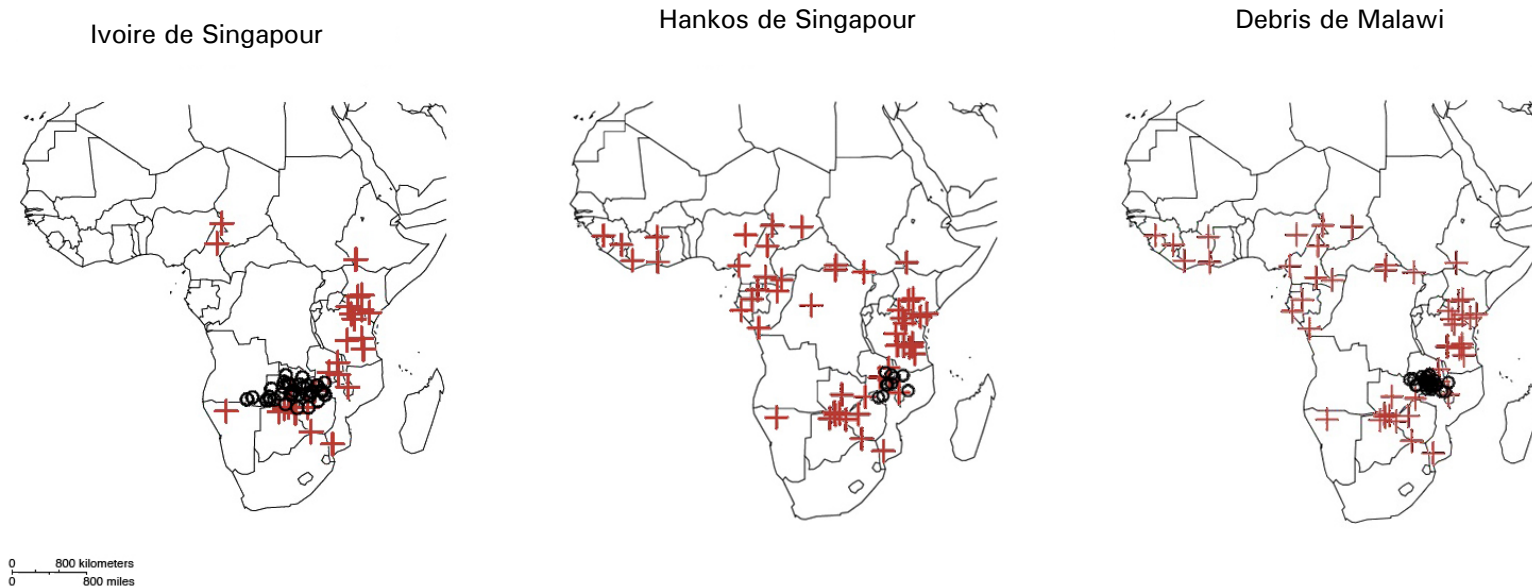 Ivoire de Singapour
Hankos de Singapour
Debris de Malawi
0 800 kilometers
0 800 miles